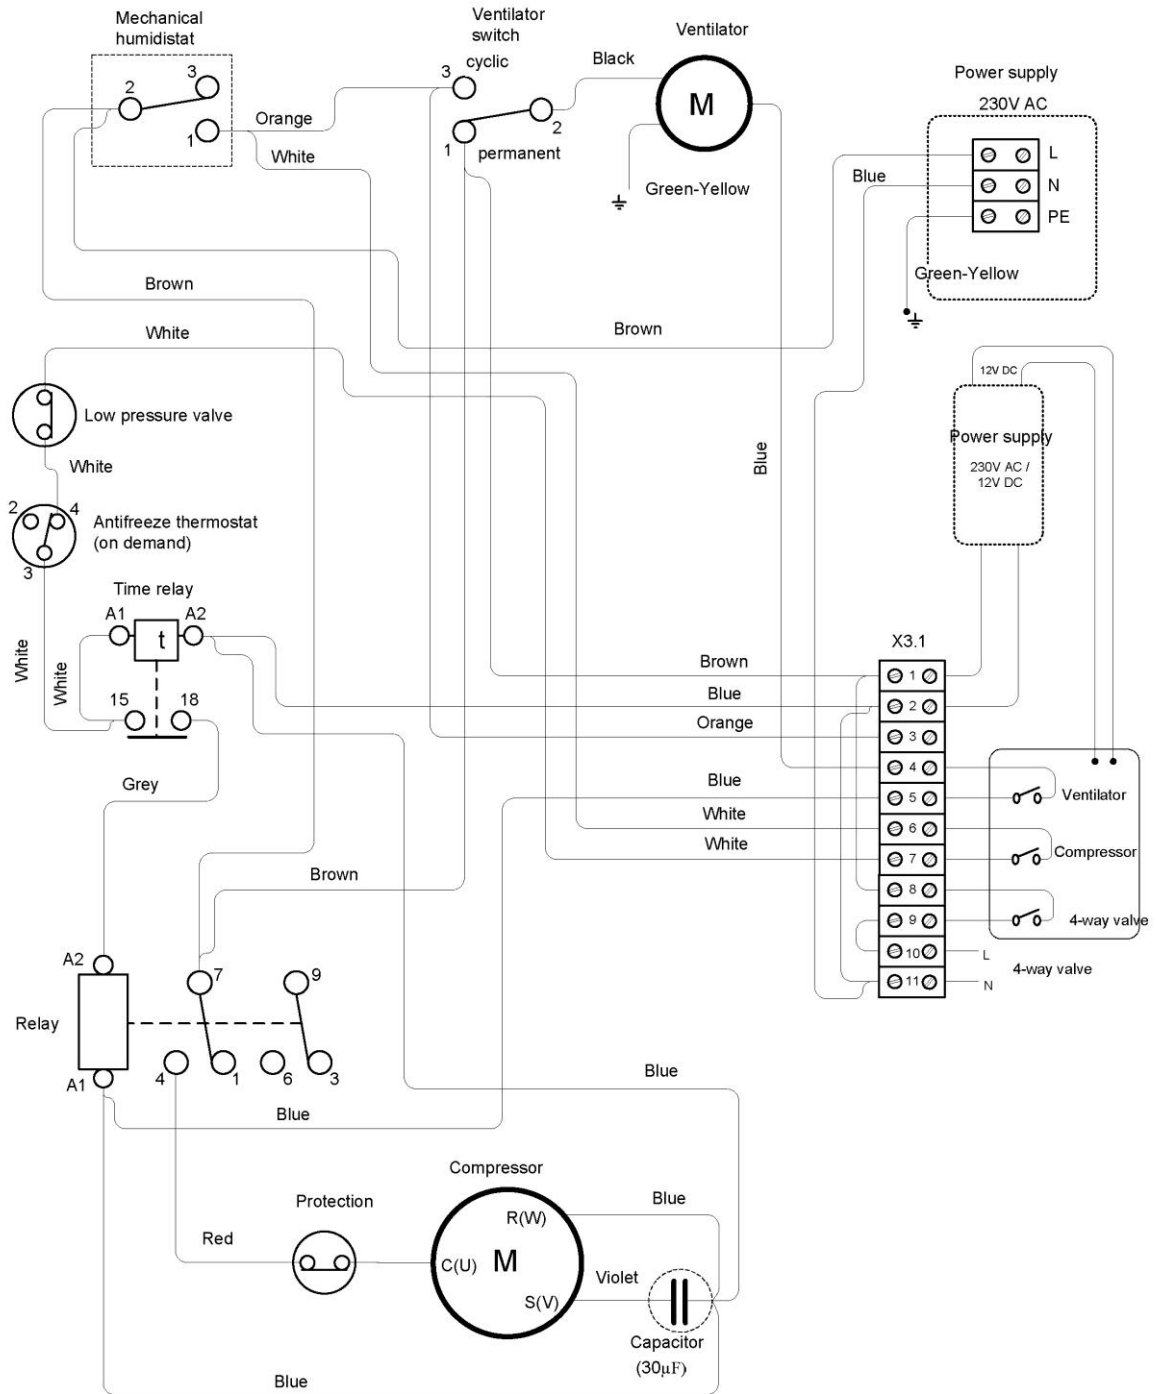 Mechanical
humidistat
Ventilator
switch
cyclic
Ventilator
3
2
1
3
2
1
permanent
Orange
White
Black
M
Green-Yellow
Power supply
230V AC
L
N
PE
Blue
Green-Yellow
Brown
Brown
White
Low pressure valve
White
2
4
3
Antifreeze thermostat
(on demand)
Blue
12V DC
Power supply
230V AC /
12V DC
Time relay
A1
A2
t
15
18
White
White
Grey
X3.1
Brown
1
Blue
2
Orange
3
4
Blue
5
Ventilator
White
6
White
7
Compressor
8
9
4-way valve
10
L
11
N
4-way valve
Brown
A2
Relay
A1
7
9
4
1
6
3
Blue
Blue
Compressor
Protection
Red
R(W)
C(U)
M
S(V)
Blue
Violet
Capacitor
(30µF)
Blue